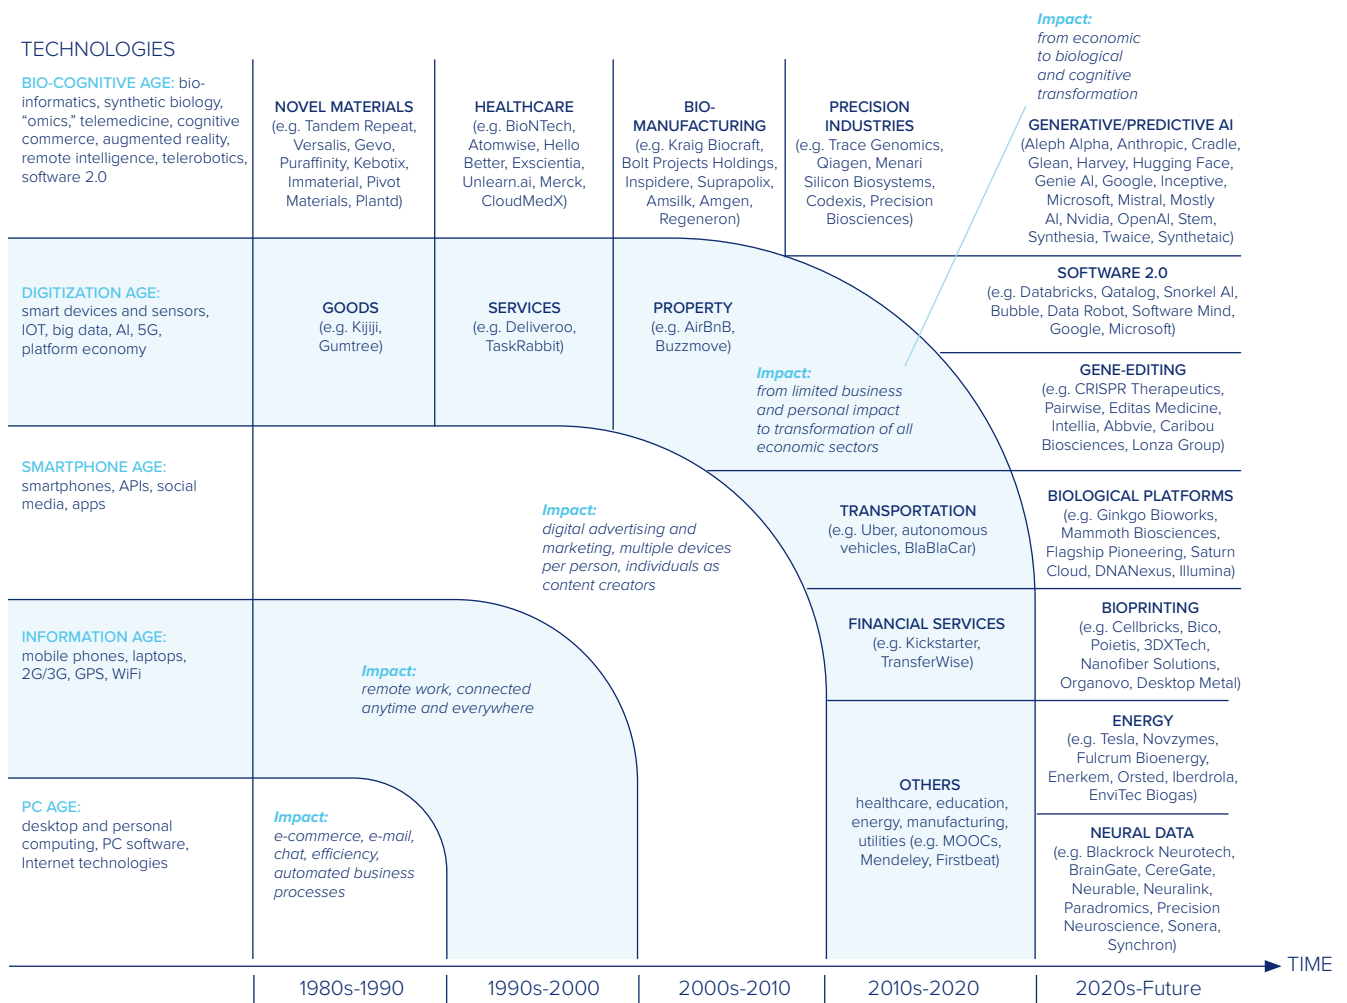 TECHNOLOGIES
BIO-COGNITIVE AGE: bio-
informatics, synthetic biology,
“omics,” telemedicine, cognitive
commerce, augmented reality,
remote intelligence, telerobotics,
software 2.0
NOVEL MATERIALS
(e.g. Tandem Repeat,
Versalis, Gevo,
Puraffinity, Kebotix,
Immaterial, Pivot
Materials, Plantd)
HEALTHCARE
(e.g. BioNTech,
Atomwise, Hello
Better, Exscientia,
Unlearn.ai, Merck,
CloudMedX)
BIO-
MANUFACTURING
(e.g. Kraig Biocraft,
Bolt Projects Holdings,
Inspidere, Suprapolix,
Amsilk, Amgen,
Regeneron)
PRECISION
INDUSTRIES
(e.g. Trace Genomics,
Qiagen, Menari
Silicon Biosystems,
Codexis, Precision
Biosciences)
Impact:
from economic
to biological
and cognitive
transformation
GENERATIVE/PREDICTIVE AI
(Aleph Alpha, Anthropic, Cradle,
Glean, Harvey, Hugging Face,
Genie AI, Google, Inceptive,
Microsoft, Mistral, Mostly
AI, Nvidia, OpenAI, Stem,
Synthesia, Twaice, Synthetaic)
SOFTWARE 2.0
(e.g. Databricks, Qatalog, Snorkel AI,
Bubble, Data Robot, Software Mind,
Google, Microsoft)
GENE-EDITING
(e.g. CRISPR Therapeutics,
Pairwise, Editas Medicine,
Intellia, Abbvie, Caribou
Biosciences, Lonza Group)
BIOLOGICAL PLATFORMS
(e.g. Ginkgo Bioworks,
Mammoth Biosciences,
Flagship Pioneering, Saturn
Cloud, DNANexus, Illumina)
BIOPRINTING
(e.g. Cellbricks, Bico,
Poietis, 3DXTech,
Nanofiber Solutions,
Organovo, Desktop Metal)
ENERGY
(e.g. Tesla, Novzymes,
Fulcrum Bioenergy,
Enerkem, Orsted, Iberdrola,
EnviTec Biogas)
NEURAL DATA
(e.g. Blackrock Neurotech,
BrainGate, CereGate,
Neurable, Neuralink,
Paradromics, Precision
Neuroscience, Sonera,
Synchron)
DIGITIZATION AGE:
smart devices and sensors,
IOT, big data, AI, 5G,
platform economy
GOODS
(e.g. Kijiji,
Gumtree)
SERVICES
(e.g. Deliveroo,
TaskRabbit)
PROPERTY
(e.g. AirBnB,
Buzzmove)
Impact:
from limited business
and personal impact
to transformation of all
economic sectors
TRANSPORTATION
(e.g. Uber, autonomous
vehicles, BlaBlaCar)
FINANCIAL SERVICES
(e.g. Kickstarter,
TransferWise)
OTHERS
healthcare, education,
energy, manufacturing,
utilities (e.g. MOOCs,
Mendeley, Firstbeat)
SMARTPHONE AGE:
smartphones, APIs, social
media, apps
Impact:
digital advertising and
marketing, multiple devices
per person, individuals as
content creators
INFORMATION AGE:
mobile phones, laptops,
2G/3G, GPS, WiFi
Impact:
remote work, connected
anytime and everywhere
PC AGE:
desktop and personal
computing, PC software,
Internet technologies
Impact:
e-commerce, e-mail,
chat, efficiency,
automated business
processes
TIME
1980s-1990
1990s-2000
2000s-2010
2010s-2020
2020s-Future